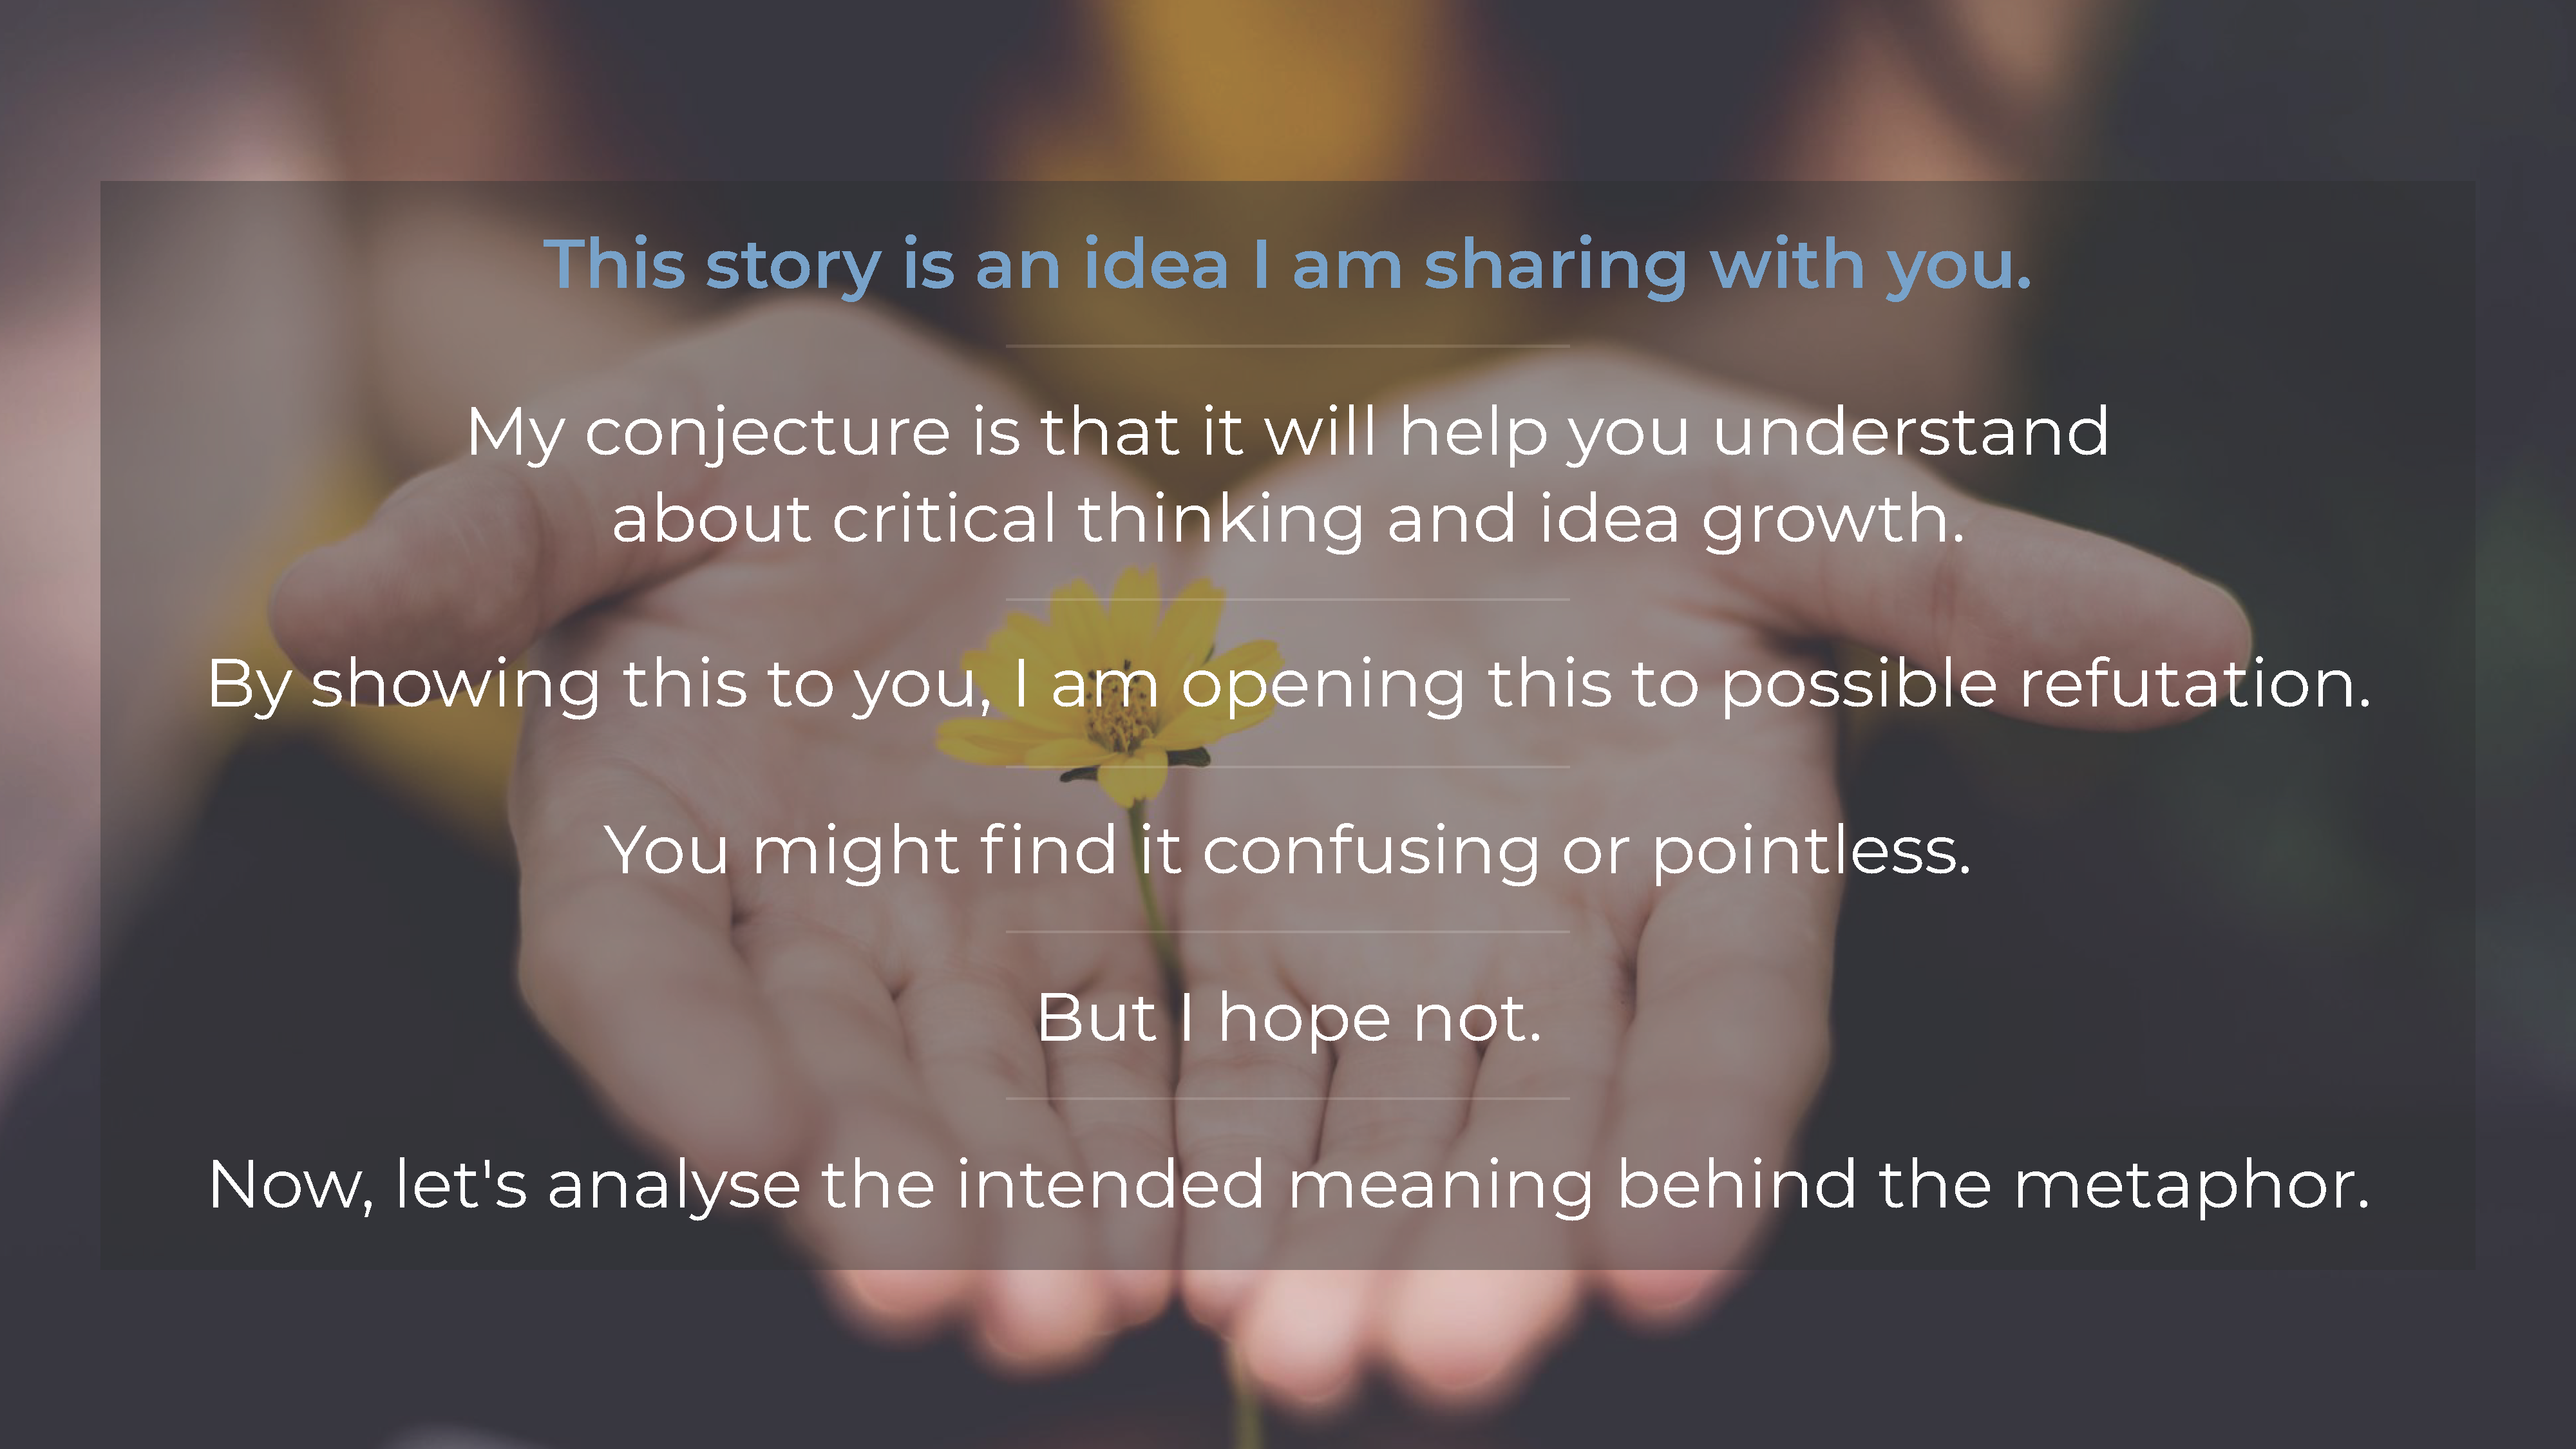 This story is an idea I am sharing with you.
My conjecture is that it will help you understand
about critical thinking and idea growth.
By showing this to you, I am opening this to possible refutation.
You might find it confusing or pointless.
But I hope not.
Now, let's analyse the intended meaning behind the metaphor.